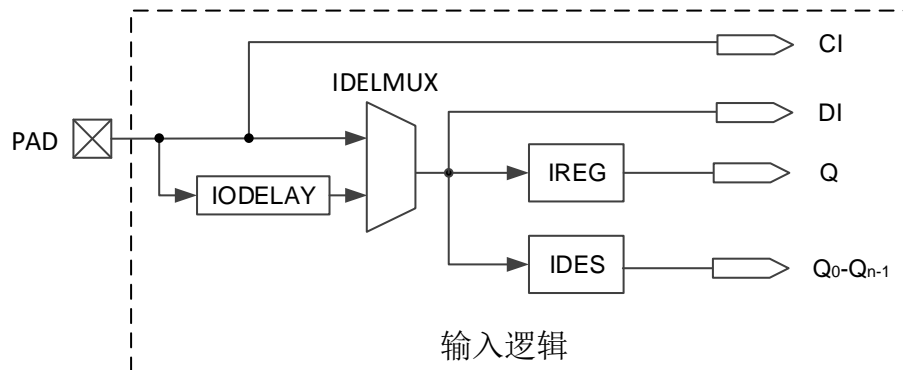 CI
IDELMUX
DI
PAD
IREG
Q
IODELAY
IDES
Q0-Qn-1
输入逻辑